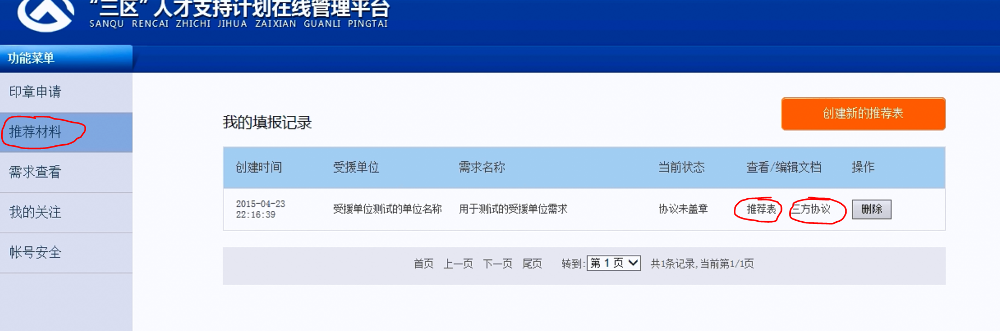 “三区”人才支持计划在线管理平台
SANQU RENCAI ZHICHI JIHUA ZAIXIAN GUANLI PINGTAI
功能菜单
印章申请
推荐材料
需求查看
我的关注
帐号安全
我的填报记录
创建新的推荐表
创建时间 受援单位 需求名称 当前状态 查看/编辑文档 操作
2015-04-23 22:16:39 受援单位测试的单位名称 用于测试的受援单位需求 协议未盖章 推荐表 三方协议 删除
首页 上一页 下一页 尾页 转到: 第 1 页 共1条记录,当前第1/1页